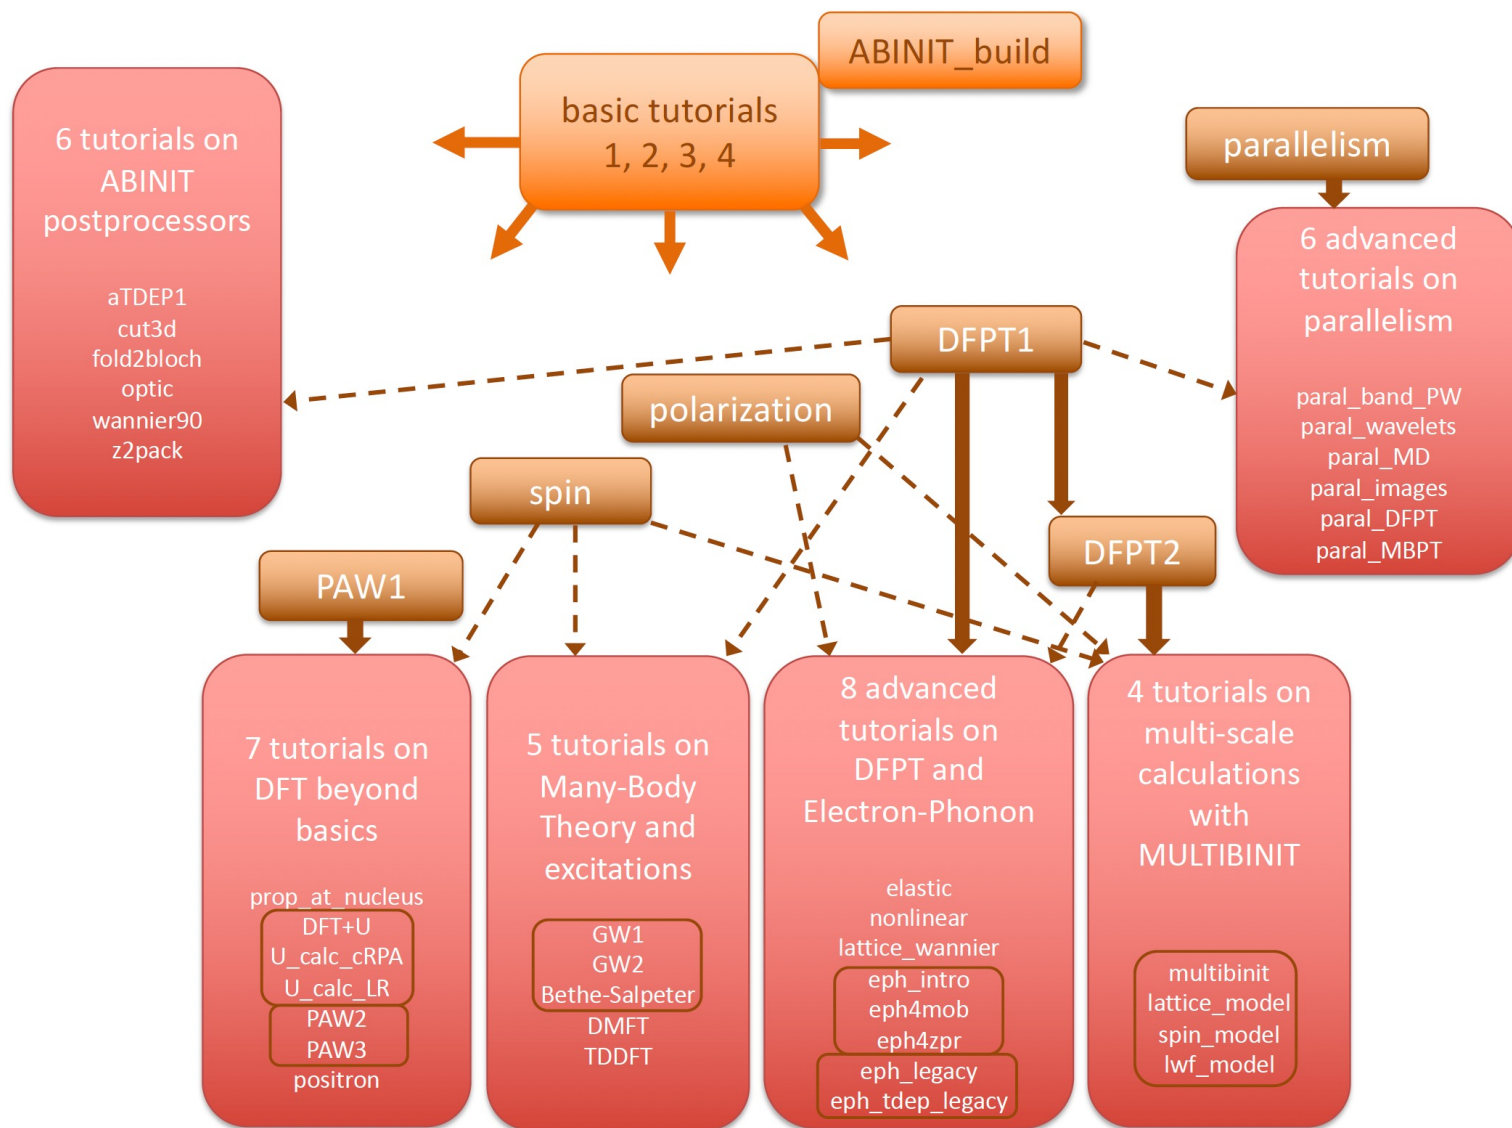 ABINIT_build
basic tutorials
1, 2, 3, 4
6 tutorials on
ABINIT
postprocessors
aTDEP1
cut3d
fold2bloch
optic
wannier90
z2pack
parallelism
6 advanced
tutorials on
parallelism
paral_band_PW
paral_wavelets
paral_MD
paral_images
paral_DFPT
paral_MBPT
DFPT1
polarization
spin
DFPT2
PAW1
7 tutorials on
DFT beyond
basics
prop_at_nucleus
DFT+U
U_calc_cRPA
U_calc_LR
PAW2
PAW3
positron
5 tutorials on
Many-Body
Theory and
excitations
GW1
GW2
Bethe-Salpeter
DMFT
TDDFT
8 advanced
tutorials on
DFPT and
Electron-Phonon
elastic
nonlinear
lattice_wannier
eph_intro
eph4mob
eph4zpr
eph_legacy
eph_tdep_legacy
4 tutorials on
multi-scale
calculations
with
MULTIBINIT
multibinit
lattice_model
spin_model
lwf_model